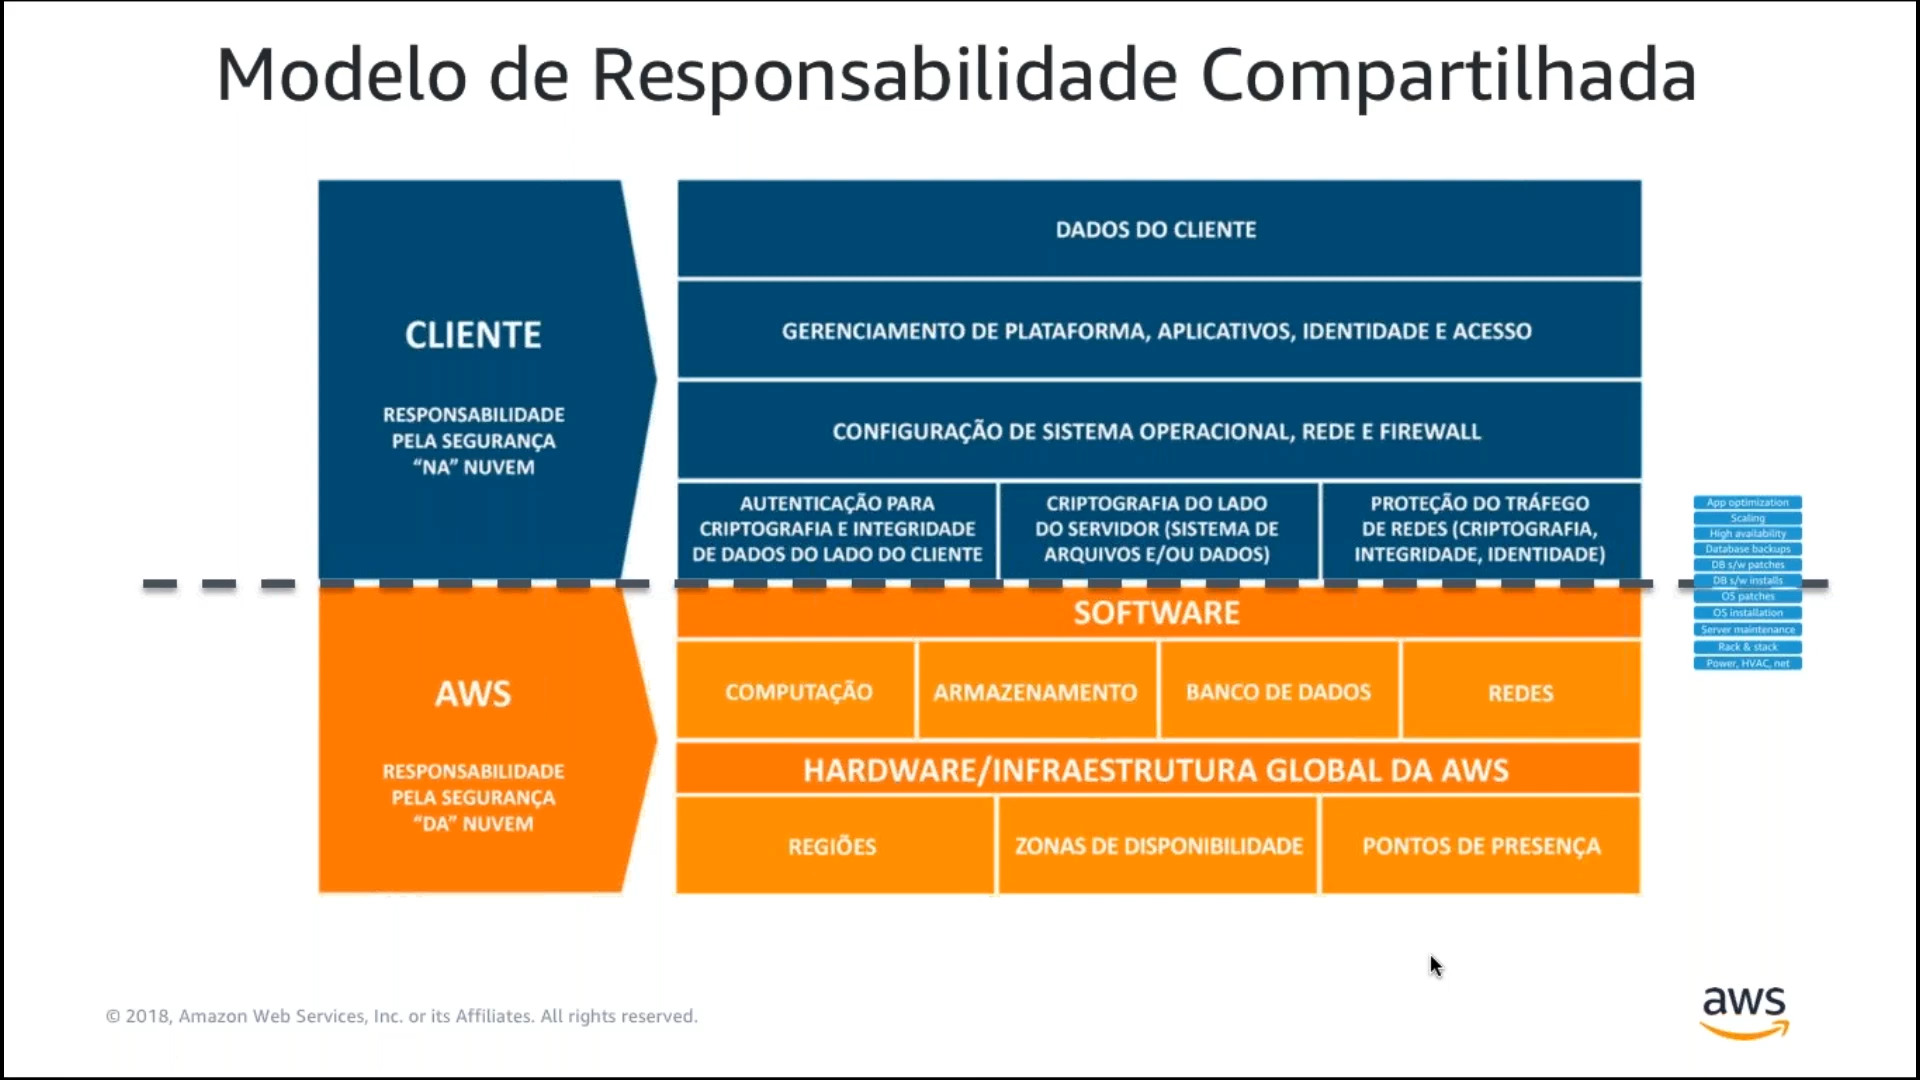 Modelo de Responsabilidade Compartilhada
CLIENTE
RESPONSABILIDADE
PELA SEGURANÇA
“NA” NUVEM
DADOS DO CLIENTE
GERENCIAMENTO DE PLATAFORMA, APLICATIVOS, IDENTIDADE E ACESSO
CONFIGURAÇÃO DE SISTEMA OPERACIONAL, REDE E FIREWALL
AUTENTICAÇÃO PARA
CRIPTOGRAFIA E INTEGRIDADE
DE DADOS DO LADO DO CLIENTE
CRIPTOGRAFIA DO LADO
DO SERVIDOR (SISTEMA DE
ARQUIVOS E/OU DADOS)
PROTEÇÃO DO TRÁFEGO
DE REDES (CRIPTOGRAFIA,
INTEGRIDADE, IDENTIDADE)
App optimization
Scaling
High availability
Database backups
DB s/w patches
DB s/w installs
OS patches
OS installation
Server maintenance
Rack & stack
Power, HVAC, net
AWS
RESPONSABILIDADE
PELA SEGURANÇA
“DA” NUVEM
SOFTWARE
COMPUTAÇÃO
ARMAZENAMENTO
BANCO DE DADOS
REDES
HARDWARE/INFRAESTRUTURA GLOBAL DA AWS
REGIÕES
ZONAS DE DISPONIBILIDADE
PONTOS DE PRESENÇA
© 2018, Amazon Web Services, Inc. or its Affiliates. All rights reserved.
aws